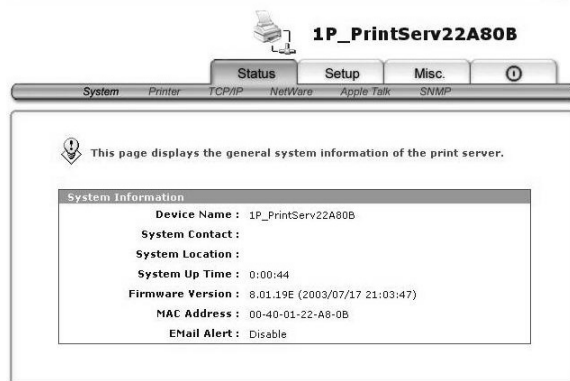 1P_PrintServ22A80B
Status Setup Misc.
System Printer TCP/IP NetWare Apple Talk SNMP
This page displays the general system information of the print server.
System Information
Device Name : 1P_PrintServ22A80B
System Contact :
System Location :
System Up Time : 0:00:44
Firmware Version : 8.01.19E (2003/07/17 21:03:47)
MAC Address : 00-40-01-22-A8-0B
EMail Alert : Disable